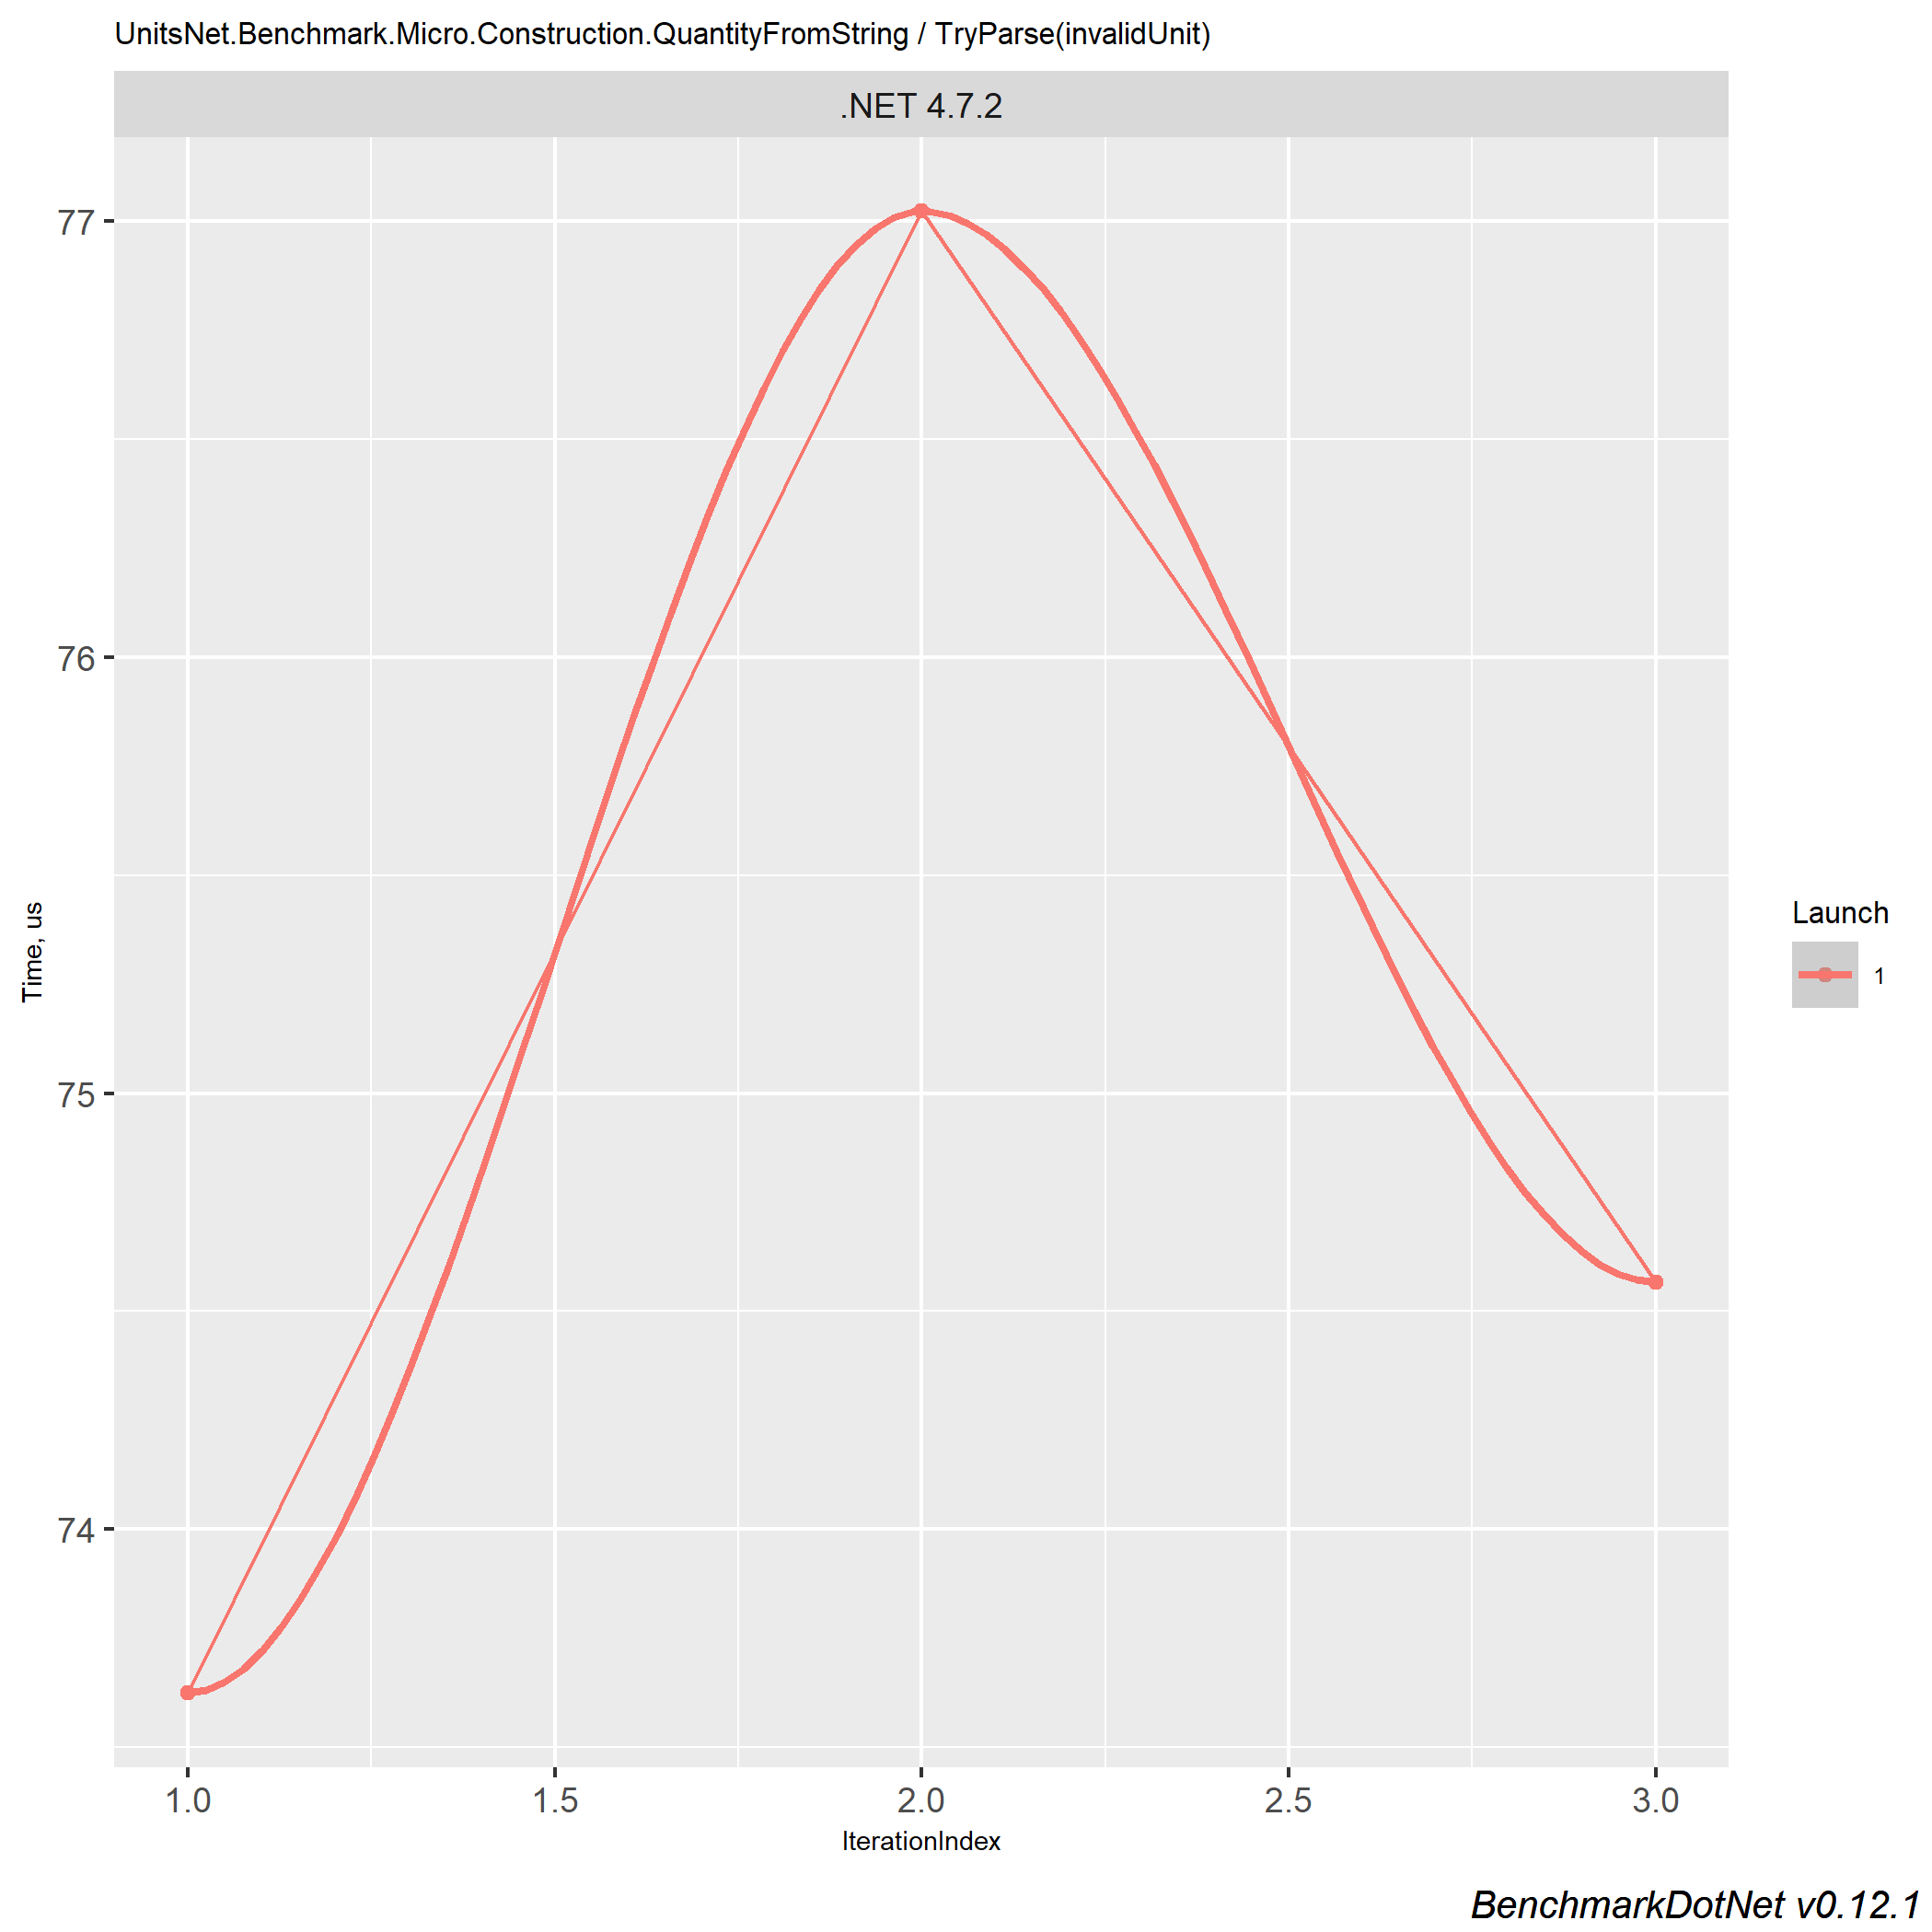 UnitsNet.Benchmark.Micro.Construction.QuantityFromString / TryParse(invalidUnit)
.NET 4.7.2
77
76
75
74
Time, us
1.0 1.5 2.0 2.5 3.0
IterationIndex
Launch
1
BenchmarkDotNet v0.12.1